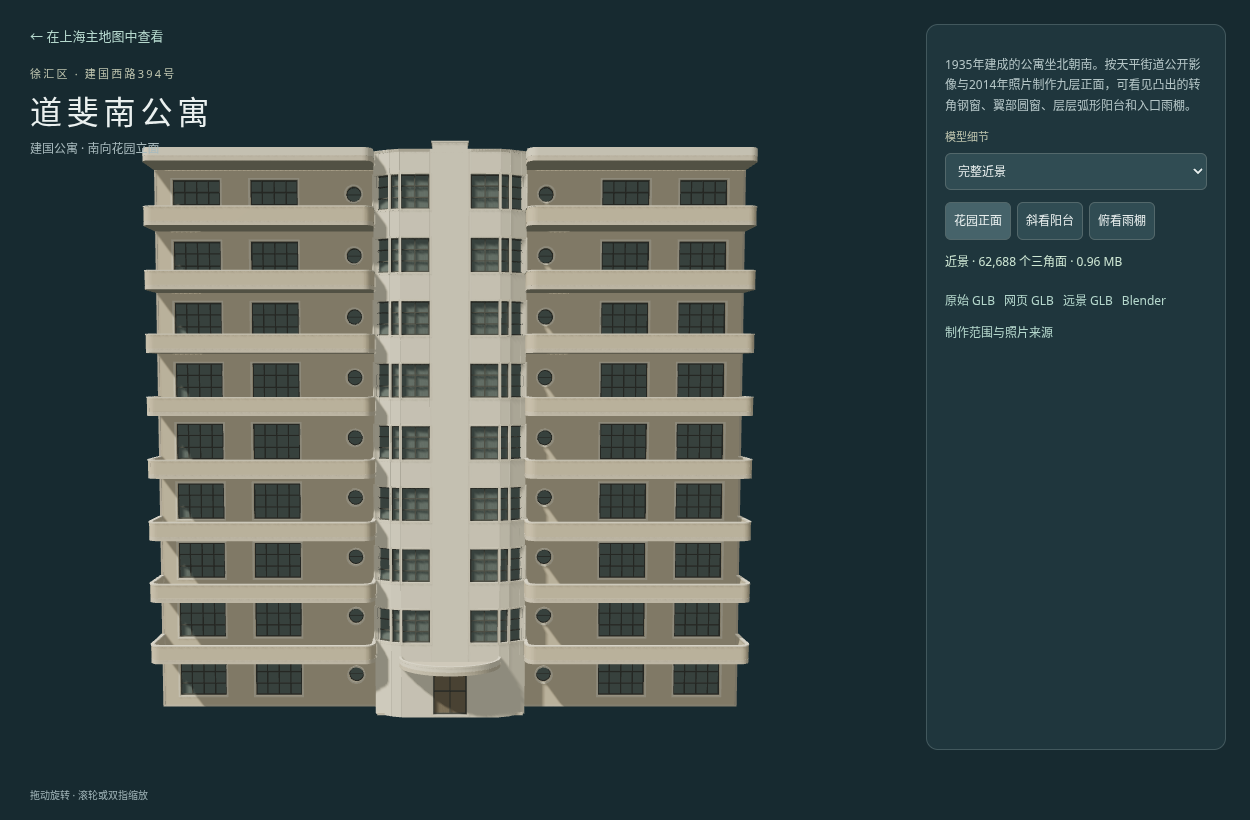 ← 在上海主地图中查看
徐汇区 · 建国西路394号
道斐南公寓
建国公寓 · 南向花园立面
1935年建成的公寓坐北朝南。按天平街道公开影
像与2014年照片制作九层正面，可看见凸出的转
角钢窗、翼部圆窗、层层弧形阳台和入口雨棚。
模型细节
完整近景
花园正面 斜看阳台 俯看雨棚
近景 · 62,688 个三角面 · 0.96 MB
原始 GLB 网页 GLB 远景 GLB Blender
制作范围与照片来源
拖动旋转 · 滚轮或双指缩放